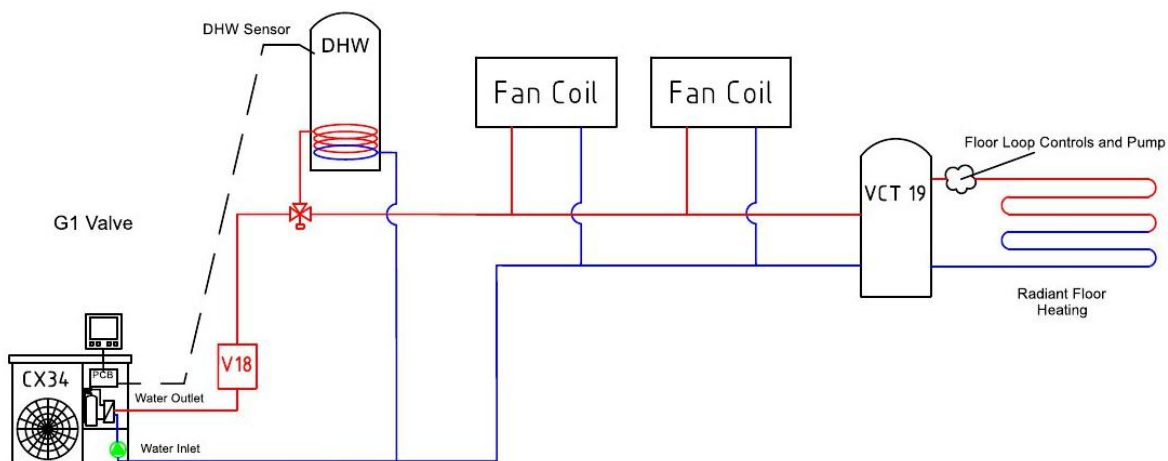 DHW Sensor
DHW
Fan Coil
Fan Coil
Floor Loop Controls and Pump
VCT 19
G1 Valve
Radiant Floor
Heating
V18
PCB
CX34
Water Outlet
Water Inlet